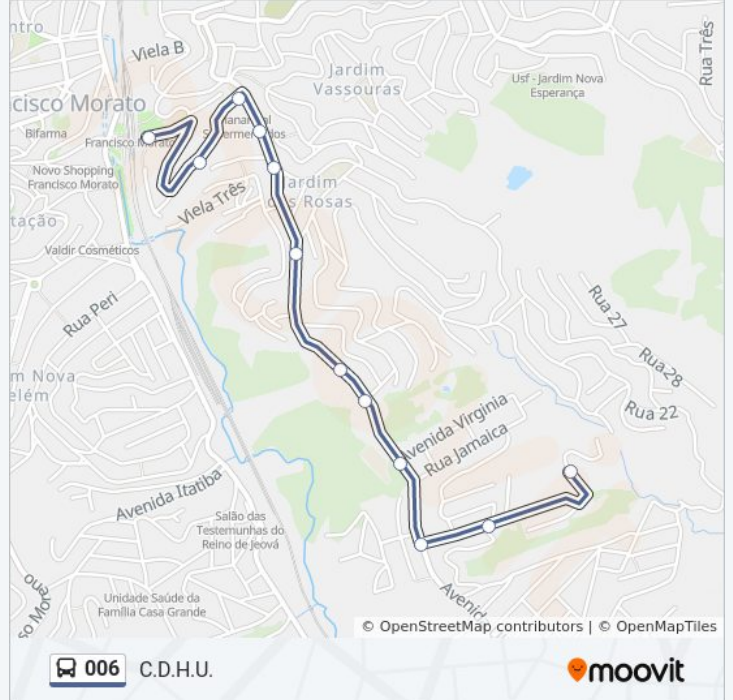 ntro
Viela B
Rua Três
Jardim
Vassouras
Usf - Jardim Nova
Esperança
cisco Morato
Bifarma
Francisco Morato
Novo Shopping
Francisco Morato
Jardim
das Rosas
Viela Três
tação
Valdir Cosméticos
Rua Peri
Rua 27
Rua 28
Rua 22
m Nova
elém
Avenida Virginia
Rua Jamaica
Avenida Itatiba
Salão das
Testemunhas do
Reino de Jeová
Unidade Saúde da
Família Casa Grande
Avenid
© OpenStreetMap contributors | © OpenMapTiles
006 C.D.H.U.
moovit